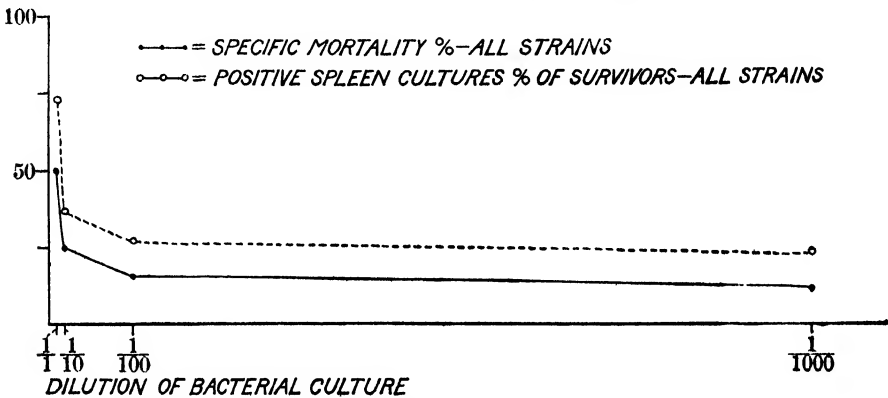 100
= SPECIFIC MORTALITY %-ALL STRAINS
= POSITIVE SPLEEN CULTURES % OF SURVIVORS-ALL STRAINS
50
1/1 1/10 1/100 1/1000
DILUTION OF BACTERIAL CULTURE